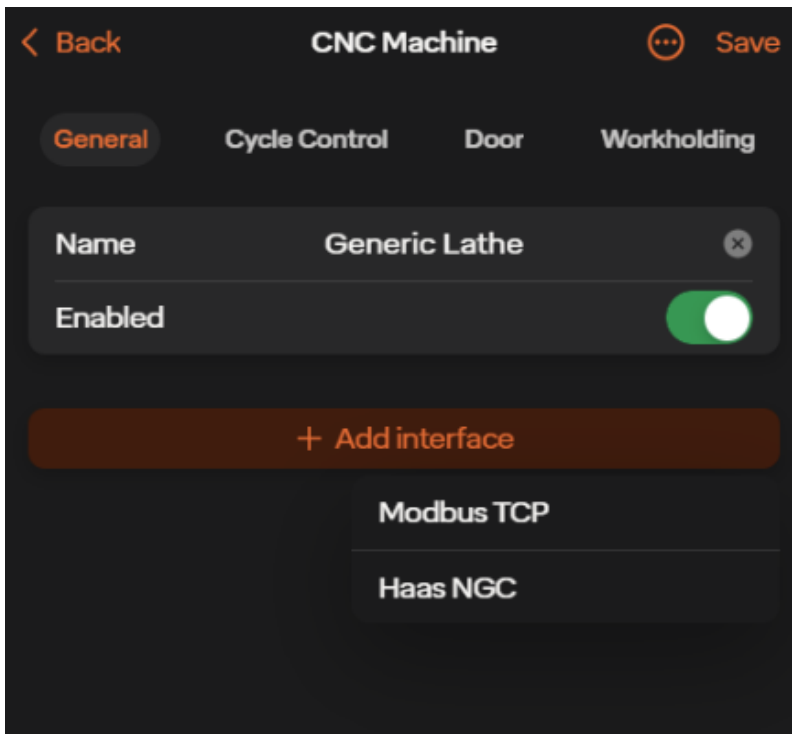 Back CNC Machine Save
General Cycle Control Door Workholding
Name Generic Lathe
Enabled
+ Add interface
Modbus TCP
Haas NGC